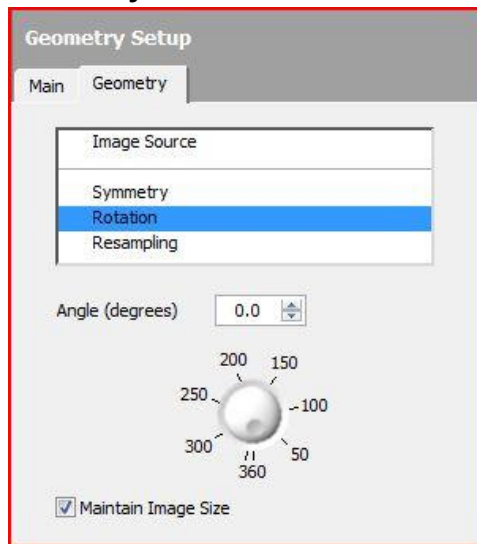 Geometry Setup
Main Geometry
Image Source
Symmetry
Rotation
Resampling
Angle (degrees) 0.0
200 150
250 100
300 50
360
Maintain Image Size